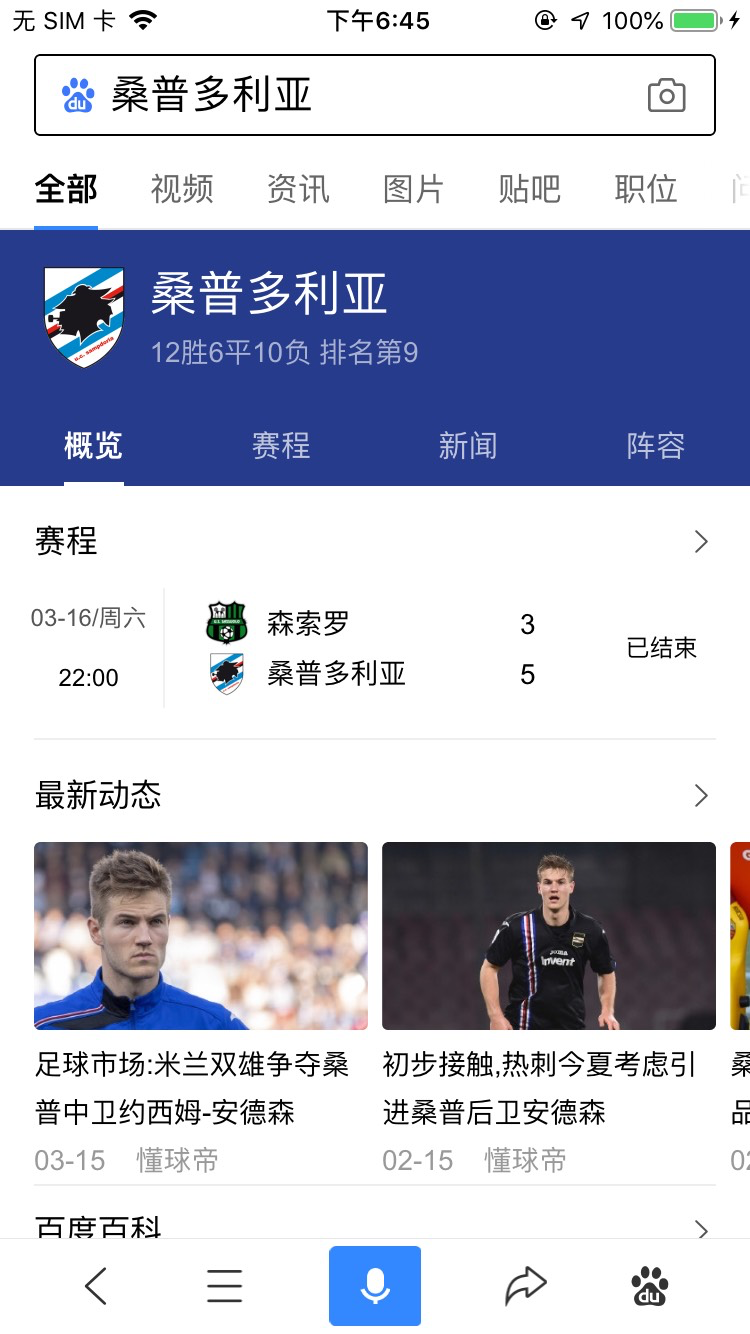 无 SIM 卡
下午6:45
100%
du 桑普多利亚
全部 视频 资讯 图片 贴吧 职位
桑普多利亚
12胜6平10负 排名第9
u.c. sampdoria
概览 赛程 新闻 阵容
赛程
03-16/周六
22:00
森索罗 3
桑普多利亚 5
已结束
最新动态
invent
足球市场:米兰双雄争夺桑
普中卫约西姆-安德森
03-15 懂球帝
初步接触,热刺今夏考虑引
进桑普后卫安德森
02-15 懂球帝
百度百科
du